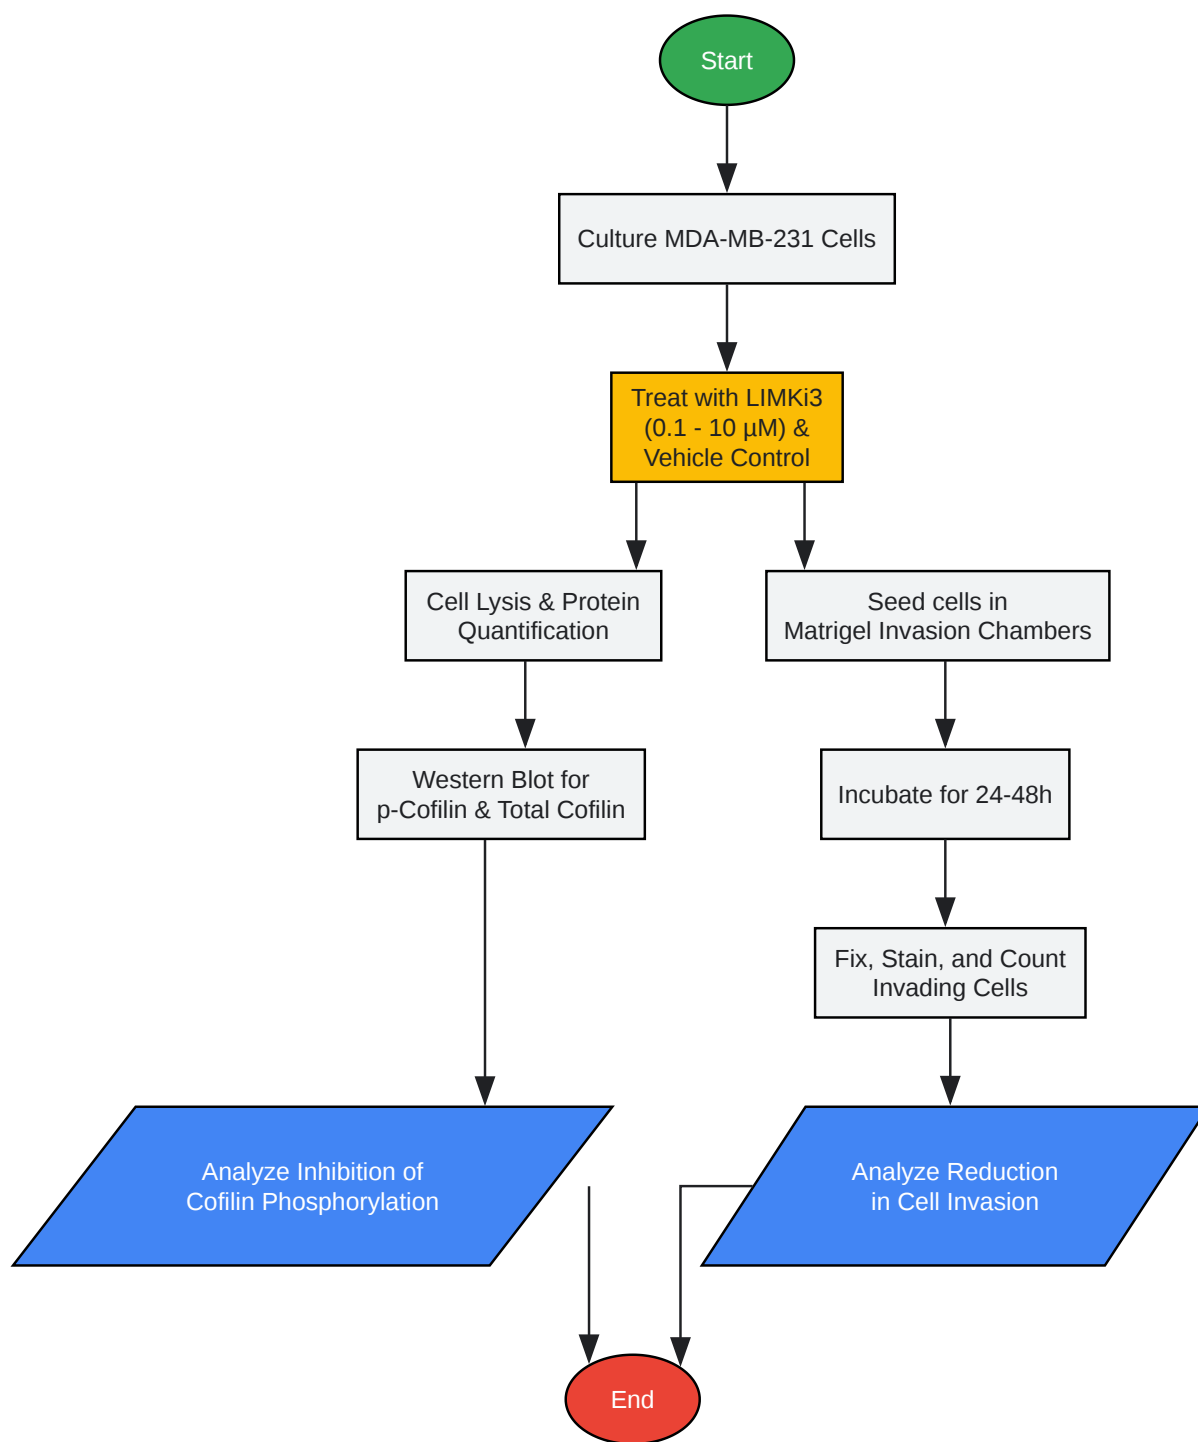 Start
Culture MDA-MB-231 Cells
Treat with LIMKi3
(0.1 - 10 µM) &
Vehicle Control
Cell Lysis & Protein
Quantification
Seed cells in
Matrigel Invasion Chambers
Western Blot for
p-Cofilin & Total Cofilin
Incubate for 24-48h
Fix, Stain, and Count
Invading Cells
Analyze Inhibition of
Cofilin Phosphorylation
Analyze Reduction
in Cell Invasion
End